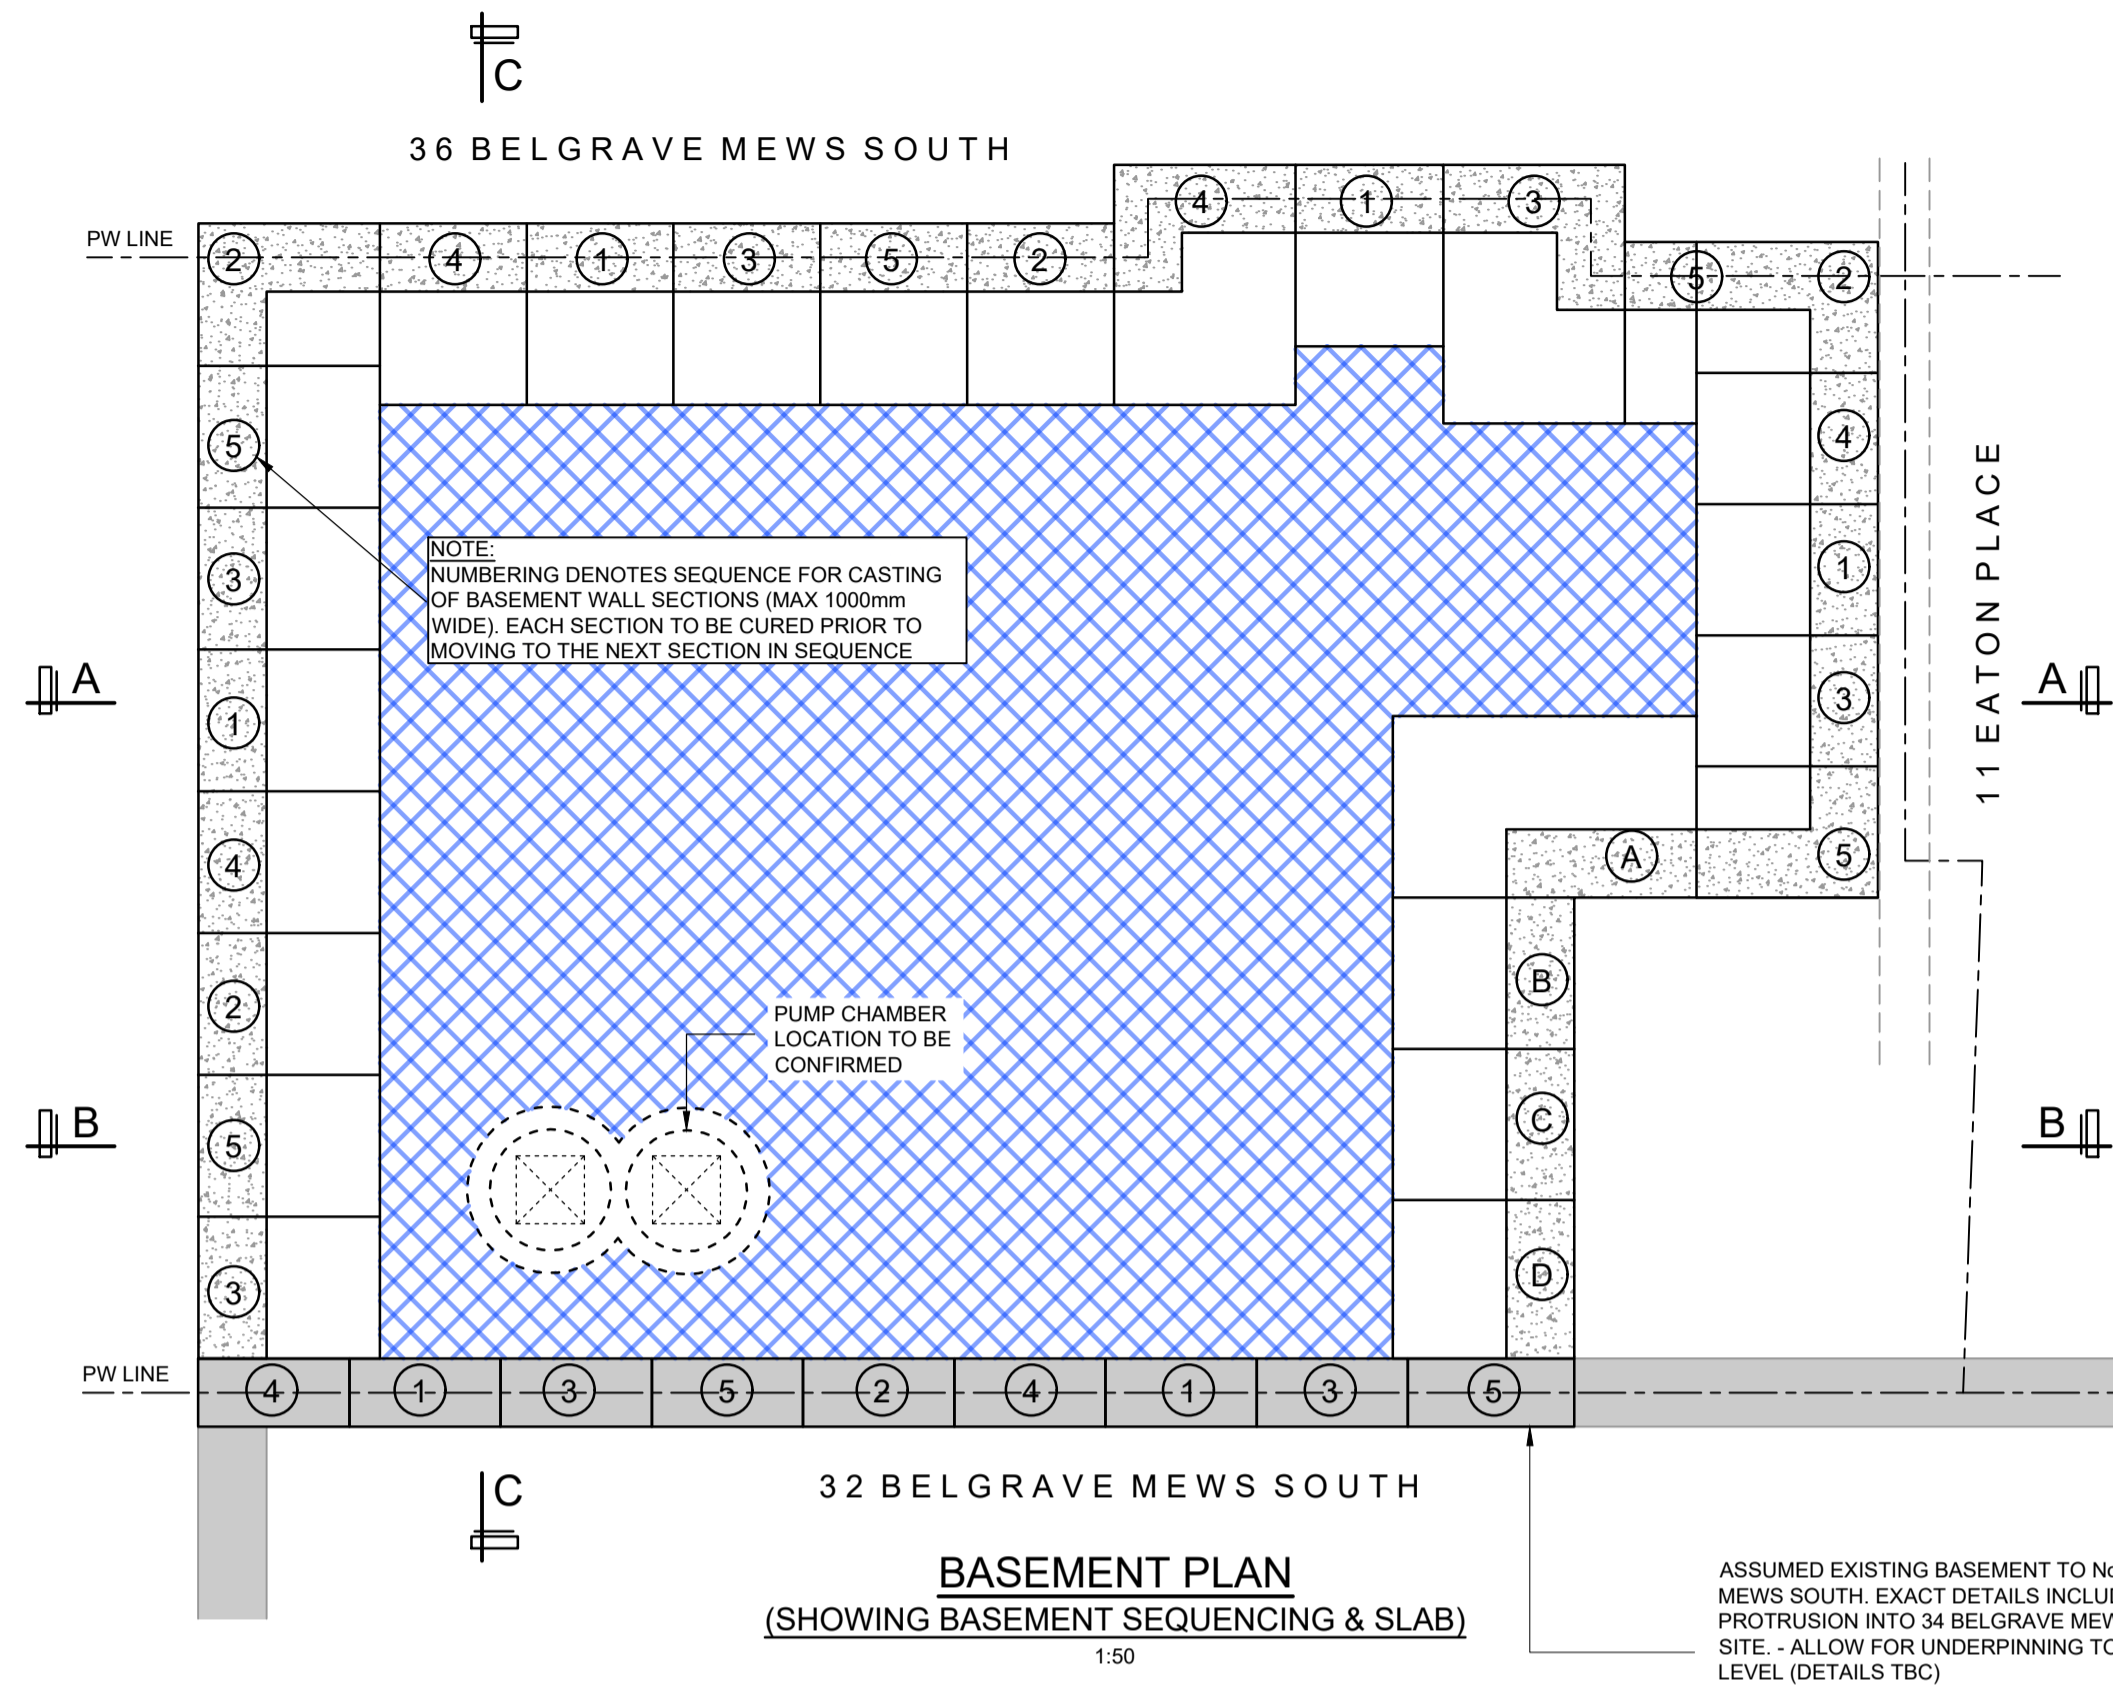 C
36 BELGRAVE MEWS SOUTH
4 1 3
PW LINE
2 4 1 3 5 2
5 2
5
4
3
1
NOTE:
NUMBERING DENOTES SEQUENCE FOR CASTING
OF BASEMENT WALL SECTIONS (MAX 1000mm
WIDE). EACH SECTION TO BE CURED PRIOR TO
MOVING TO THE NEXT SECTION IN SEQUENCE
11 EATON PLACE
A
A
1
3
4
A
5
2
B
PUMP CHAMBER
LOCATION TO BE
CONFIRMED
B
B
5
C
3
D
PW LINE
4 1 3 5 2 4 1 3 5
C
32 BELGRAVE MEWS SOUTH
BASEMENT PLAN
(SHOWING BASEMENT SEQUENCING & SLAB)
1:50
ASSUMED EXISTING BASEMENT TO
MEWS SOUTH. EXACT DETAILS
PROTRUSION INTO 34 BELGRAVE
SITE. - ALLOW FOR UNDERPINNING
LEVEL (DETAILS TBC)